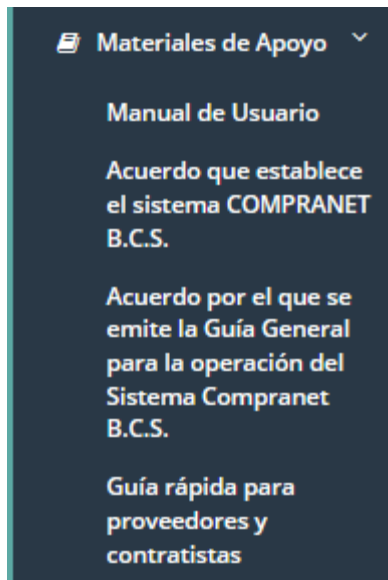 Materiales de Apoyo
Manual de Usuario
Acuerdo que establece
el sistema COMPRANET
B.C.S.
Acuerdo por el que se
emite la Guía General
para la operación del
Sistema Compranet
B.C.S.
Guía rápida para
proveedores y
contratistas